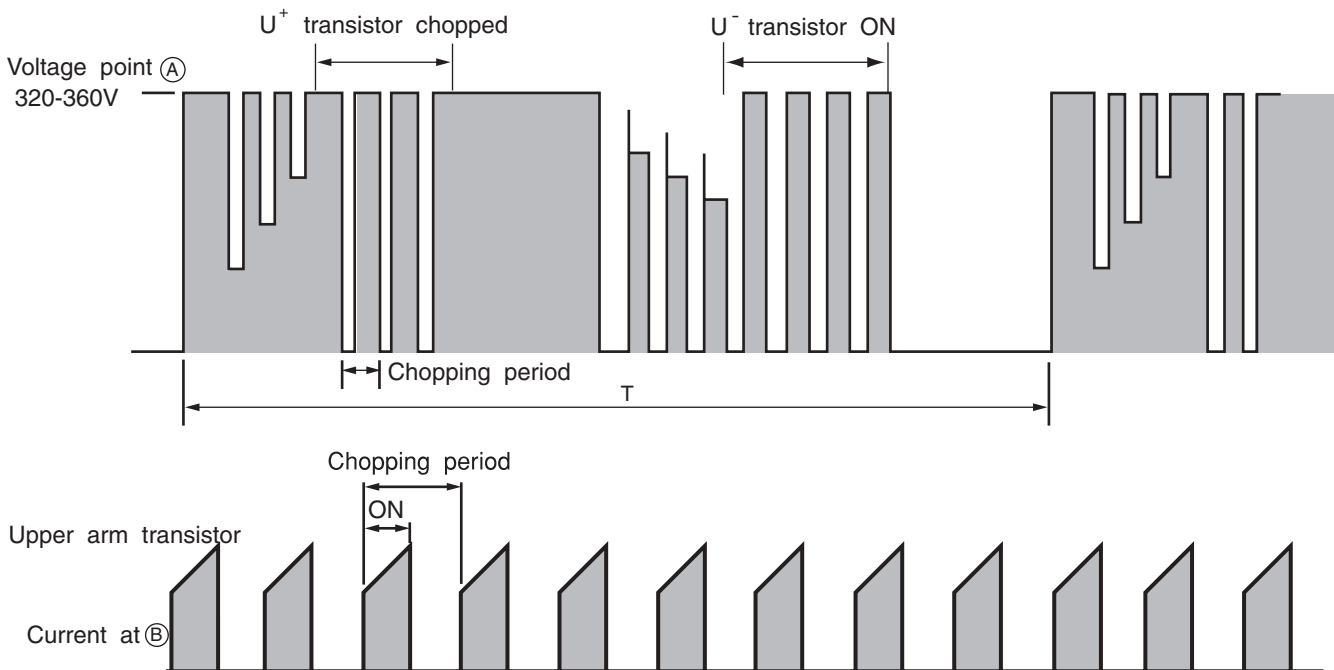 U+ transistor chopped
U- transistor ON
Voltage point Ⓐ
320-360V
Chopping period
T
Chopping period
ON
Upper arm transistor
Current at Ⓑ